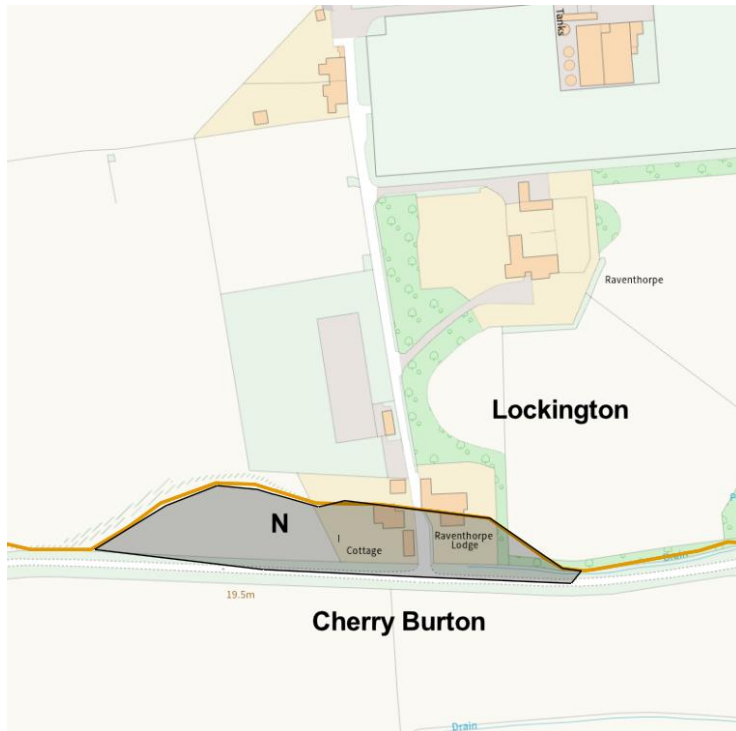 Tanks
Raventhorpe
Lockington
N
Cottage
Raventhorpe
Lodge
Drain
19.5m
Cherry Burton
Drain